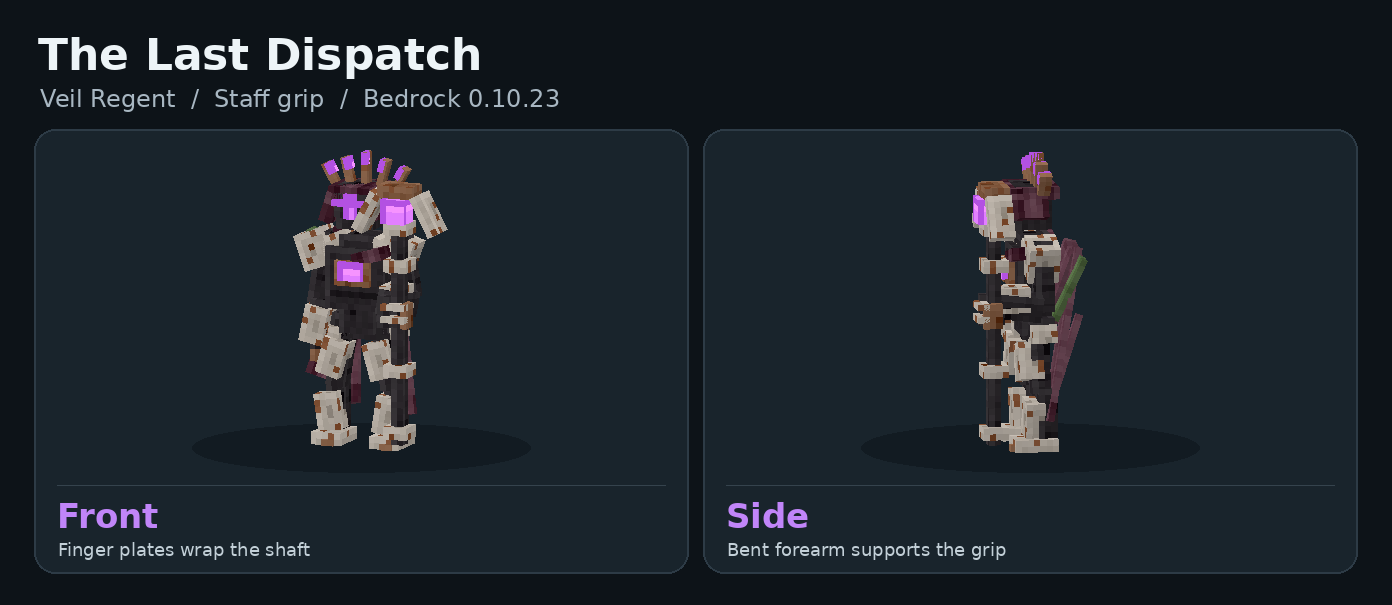 The Last Dispatch
Veil Regent / Staff grip / Bedrock 0.10.23
Front
Finger plates wrap the shaft
Side
Bent forearm supports the grip